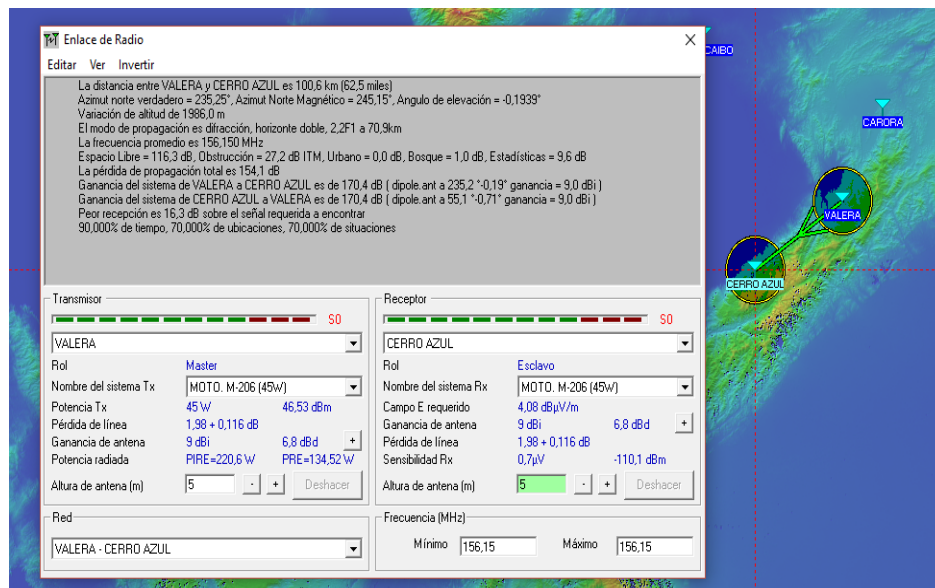 Enlace de Radio
Editar Ver Invertir
La distancia entre VALERA y CERRO AZUL es 100,6 km (62,5 miles)
Azimut norte verdadero = 235,25°, Azimut Norte Magnético = 245,15°, Angulo de elevación = -0,1939°
Variación de altitud de 1986,0 m
El modo de propagación es difracción, horizonte doble, 2,2F1 a 70,9km
La frecuencia promedio es 156,150 MHz
Espacio Libre = 116,3 dB, Obstrucción = 27,2 dB ITM, Urbano = 0,0 dB, Bosque = 1,0 dB, Estadísticas = 9,6 dB
La pérdida de propagación total es 154,1 dB
Ganancia del sistema de VALERA a CERRO AZUL es de 170,4 dB ( dipole.ant a 235,2 °-0,19° ganancia = 9,0 dBi )
Ganancia del sistema de CERRO AZUL a VALERA es de 170,4 dB ( dipole.ant a 55,1 °-0,71° ganancia = 9,0 dBi )
Peor recepción es 16,3 dB sobre el señal requerida a encontrar
90,000% de tiempo, 70,000% de ubicaciones, 70,000% de situaciones
Transmisor
S0
VALERA
Rol Master
Nombre del sistema Tx MOTO. M-206 (45W)
Potencia Tx 45 W 46,53 dBm
Pérdida de línea 1,98 + 0,116 dB
Ganancia de antena 9 dBi 6,8 dBd +
Potencia radiada PIRE=220,6 W PRE=134,52 W
Altura de antena (m) 5 - + Deshacer
Receptor
S0
CERRO AZUL
Rol Esclavo
Nombre del sistema Rx MOTO. M-206 (45W)
Campo E requerido 4,08 dBµV/m
Ganancia de antena 9 dBi 6,8 dBd +
Pérdida de línea 1,98 + 0,116 dB
Sensibilidad Rx 0,7µV -110,1 dBm
Altura de antena (m) 5 - + Deshacer
Red
VALERA - CERRO AZUL
Frecuencia (MHz)
Mínimo 156,15 Máximo 156,15
CAIBO
CARORA
VALERA
CERRO AZUL